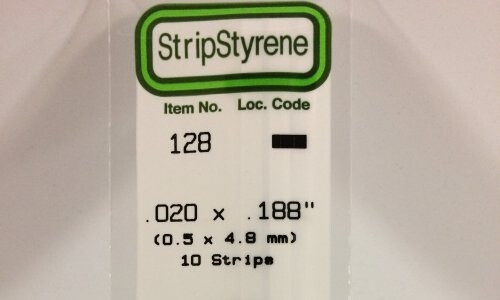 StripStyrene
Item No. Loc. Code
128
.020 x .188"
(0.5 x 4.8 mm)
10 Strips